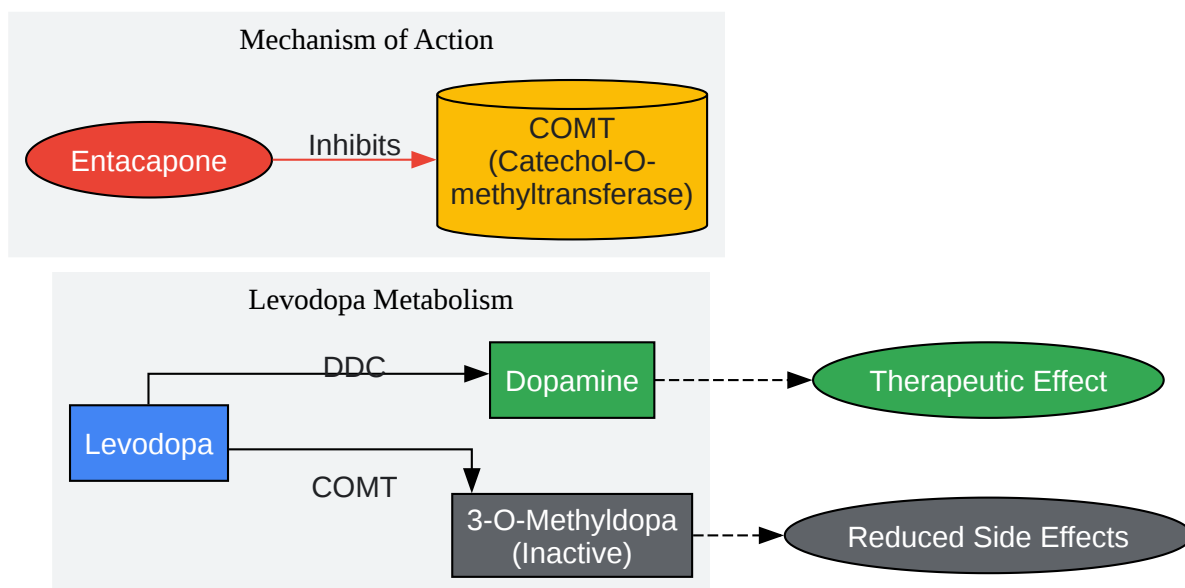 Mechanism of Action
Entacapone
Inhibits
COMT
(Catechol-O-
methyltransferase)
Levodopa Metabolism
DDC
Dopamine
Therapeutic Effect
Levodopa
COMT
3-O-Methyldopa
(Inactive)
Reduced Side Effects